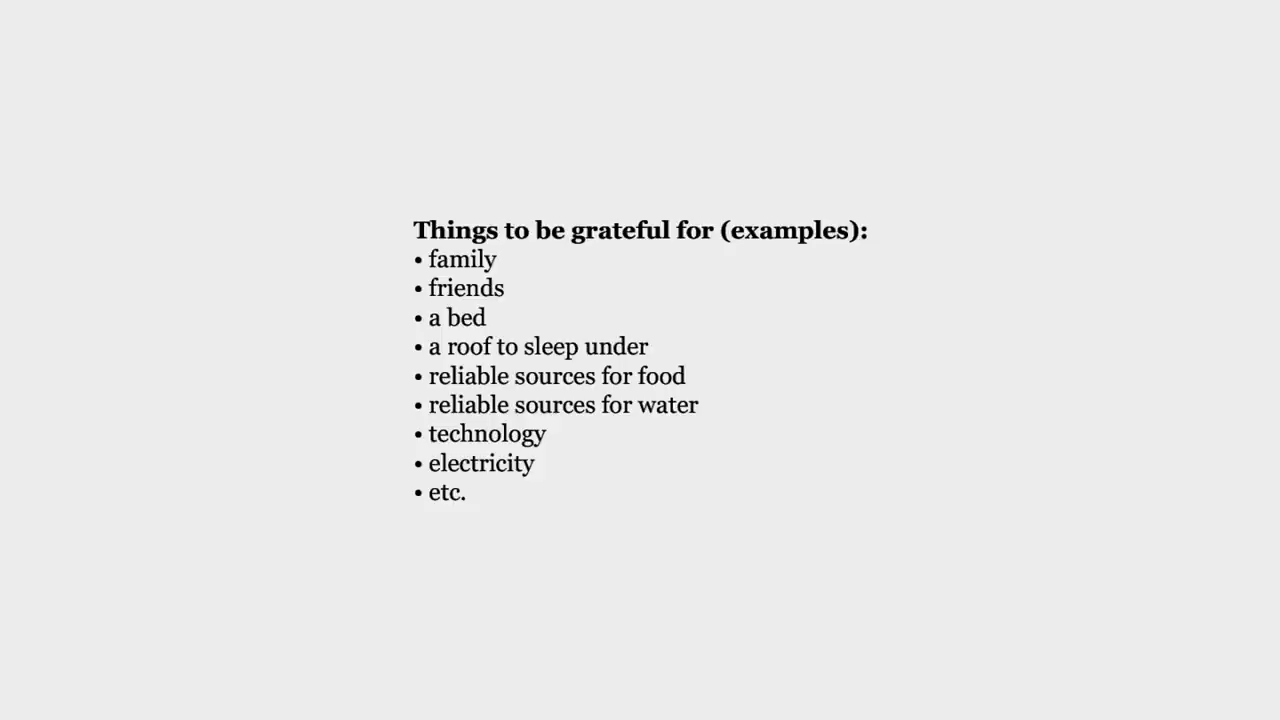 Things to be grateful for (examples):
• family
• friends
• a bed
• a roof to sleep under
• reliable sources for food
• reliable sources for water
• technology
• electricity
• etc.